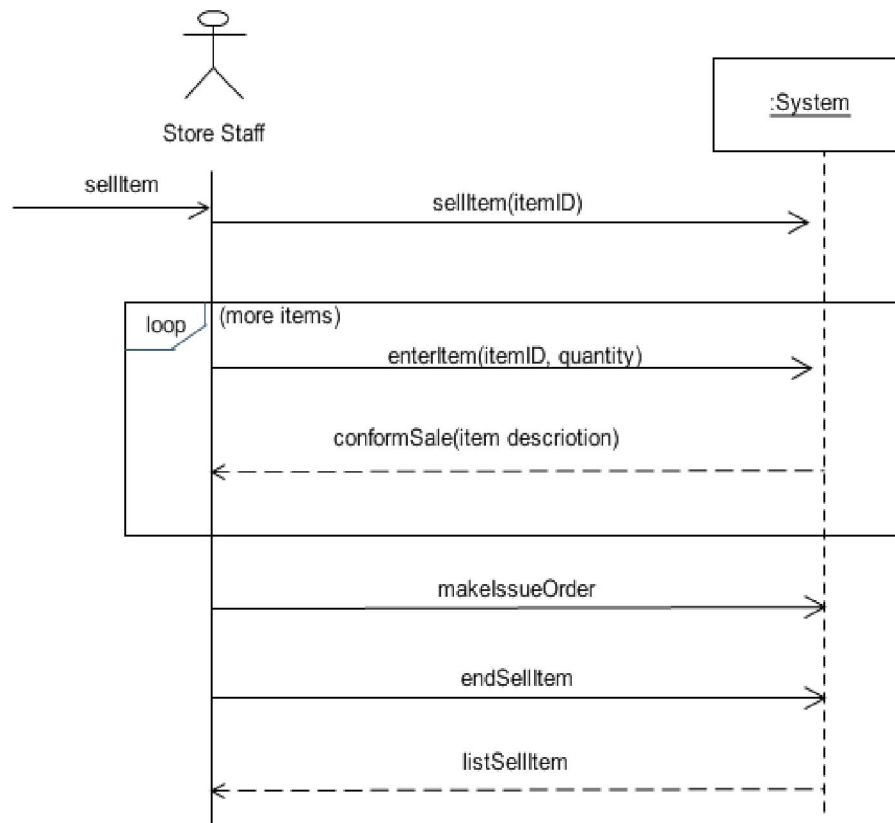 :System
Store Staff
sellItem
sellItem(itemID)
loop
(more items)
enterItem(itemID, quantity)
conformSale(item descriotion)
makeIssueOrder
endSellItem
listSellItem